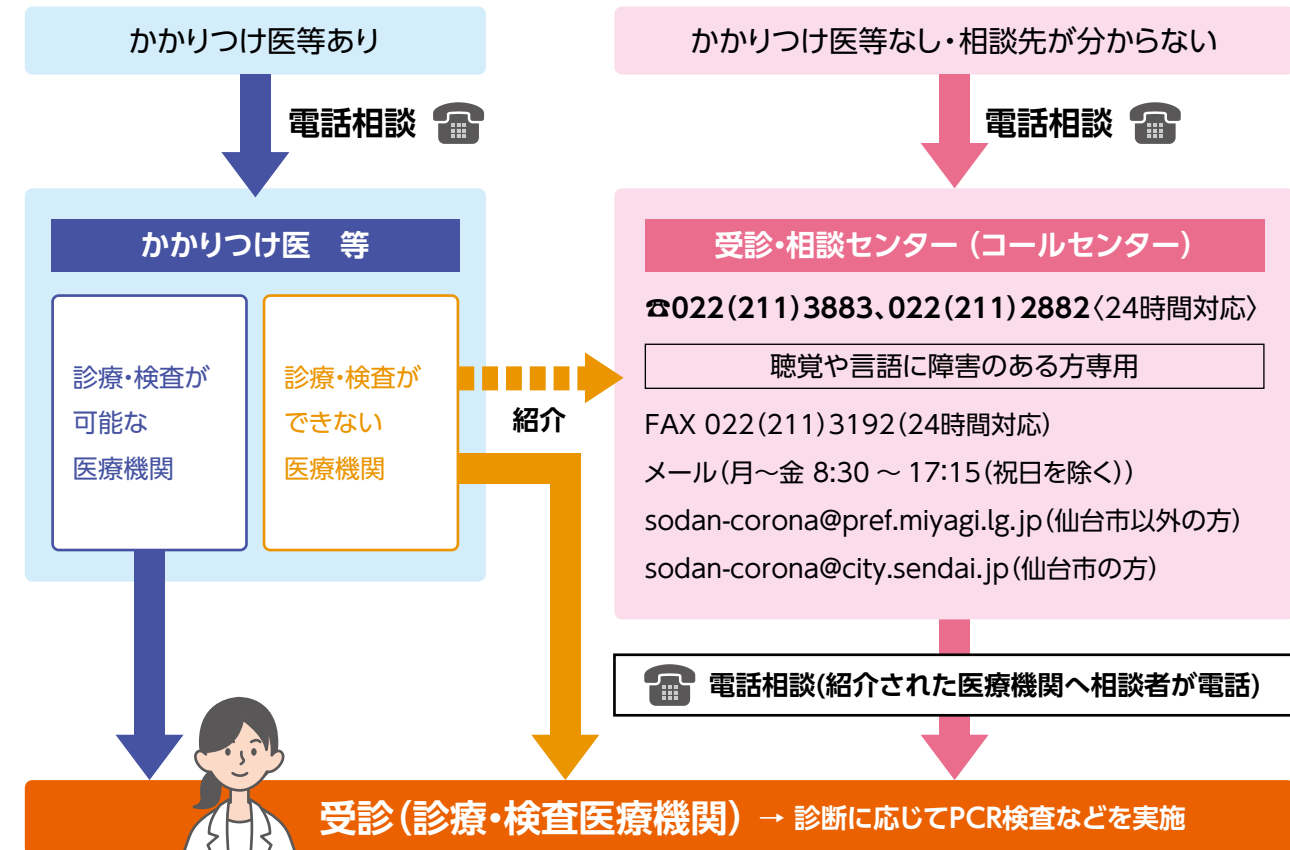 かかりつけ医等あり
電話相談
かかりつけ医 等
診療・検査が
可能な
医療機関
診療・検査が
できない
医療機関
紹介
かかりつけ医等なし・相談先が分からない
電話相談
受診・相談センター（コールセンター）
☎022（211）3883、022（211）2882〈24時間対応〉
聴覚や言語に障害のある方専用
FAX 022（211）3192（24時間対応）
メール（月～金 8:30 ～ 17:15（祝日を除く））
sodan-corona@pref.miyagi.lg.jp（仙台市以外の方）
sodan-corona@city.sendai.jp（仙台市の方）
電話相談(紹介された医療機関へ相談者が電話)
受診（診療・検査医療機関）→ 診断に応じてPCR検査などを実施